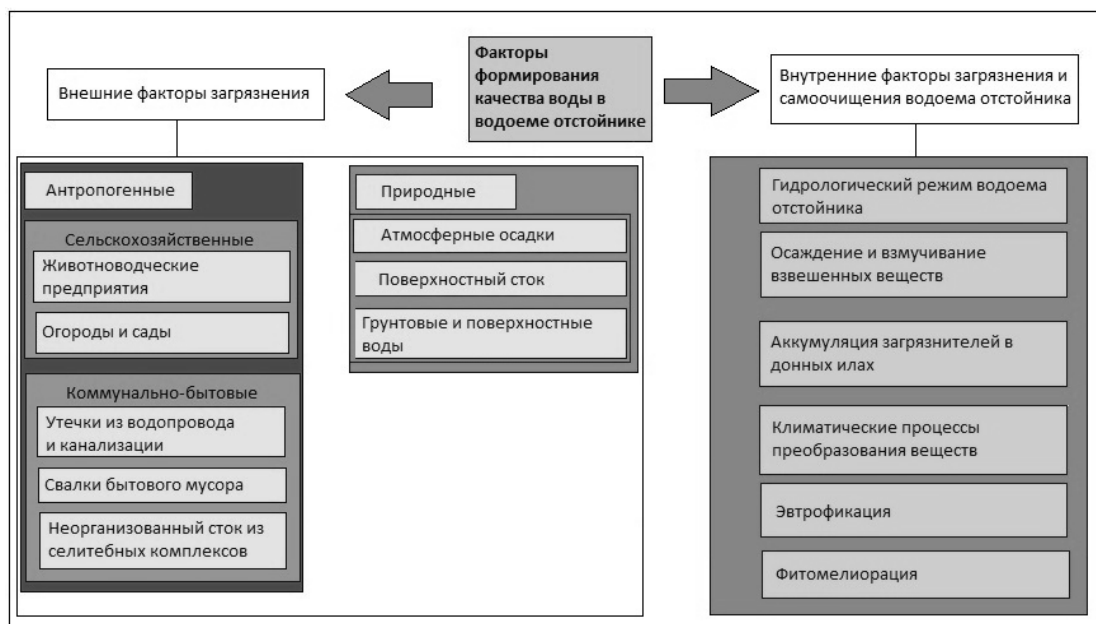 Факторы
формирования
качества воды в
водоеме отстойнике
Внешние факторы загрязнения
Внутренние факторы загрязнения и
самоочищения водоема отстойника
Антропогенные
Сельскохозяйственные
Животноводческие
предприятия
Огороды и сады
Коммунально-бытовые
Утечки из водопровода
и канализации
Свалки бытового мусора
Неорганизованный сток из
селитебных комплексов
Природные
Атмосферные осадки
Поверхностный сток
Грунтовые и поверхностные
воды
Гидрологический режим водоема
отстойника
Осаждение и взмучивание
взвешенных веществ
Аккумуляция загрязнителей в
донных илах
Климатические процессы
преобразования веществ
Эвтрофикация
Фитомелиорация